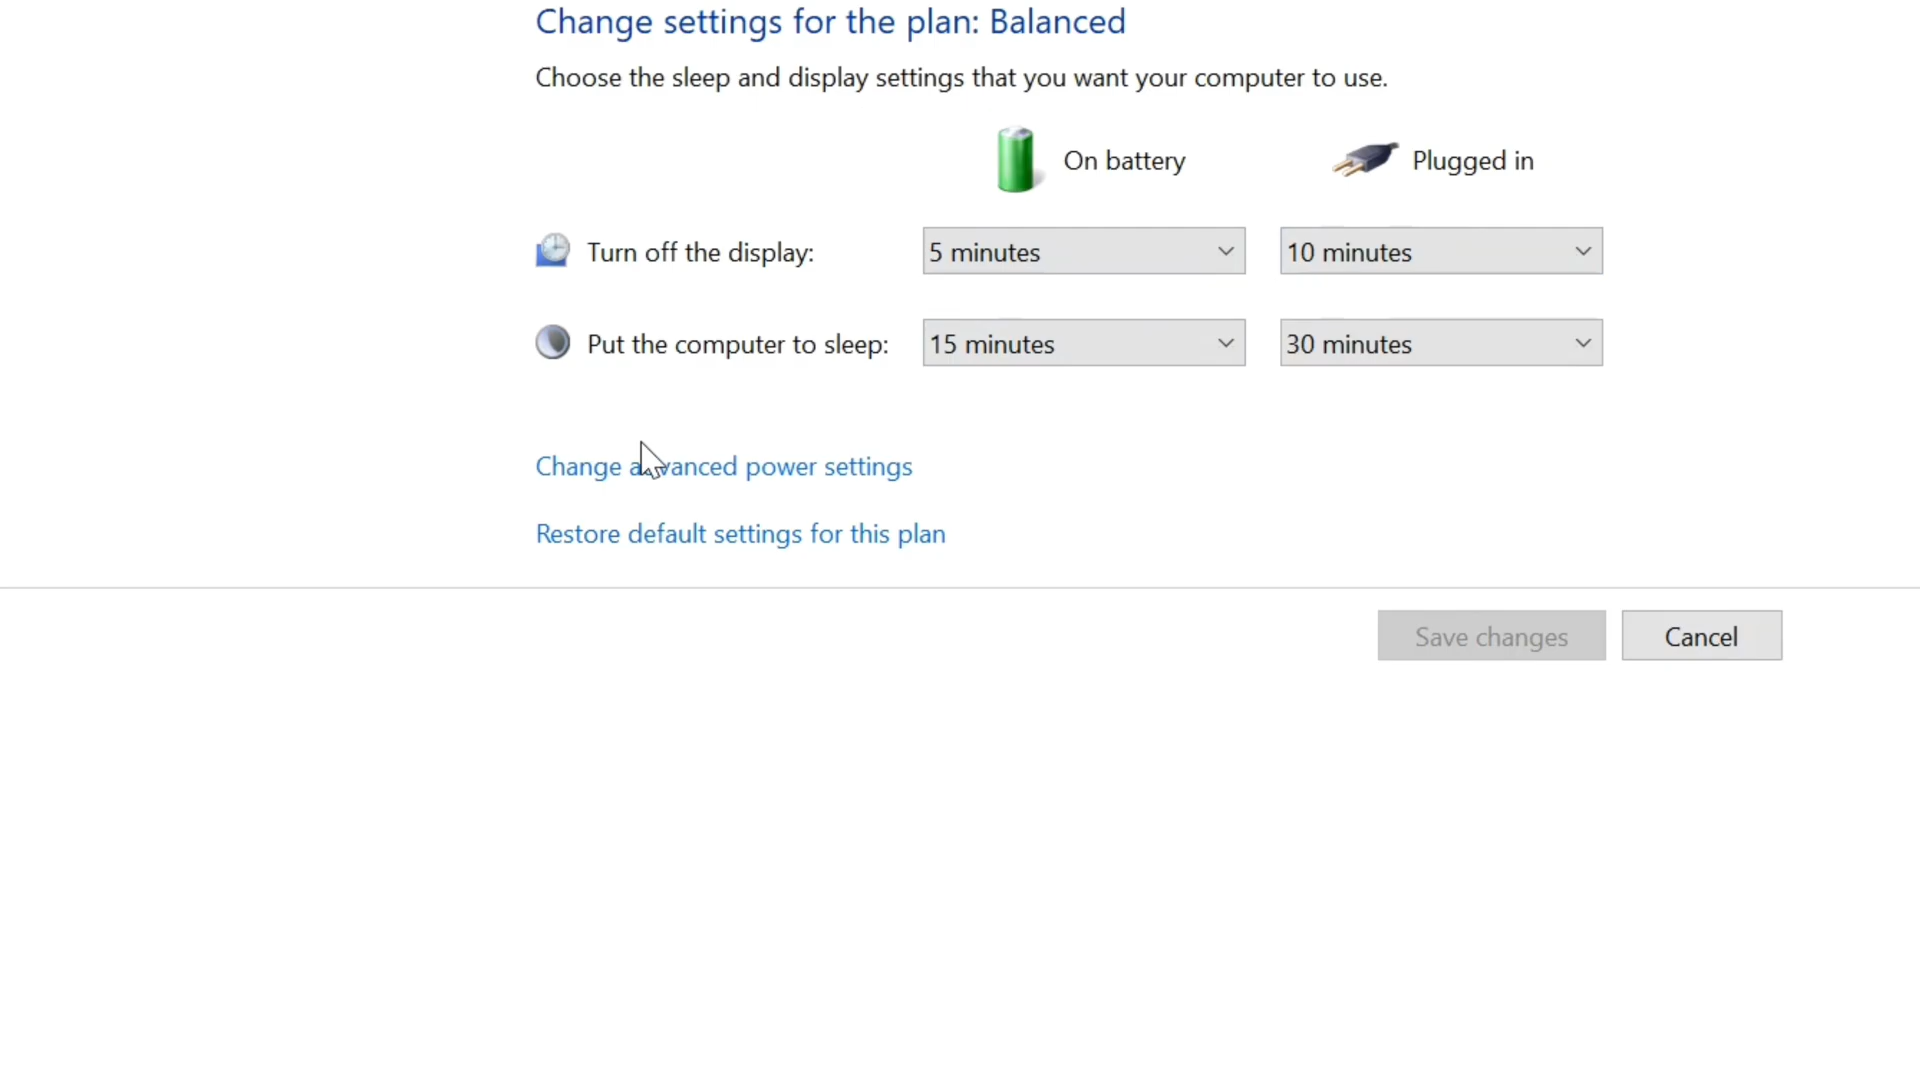 Change settings for the plan: Balanced
Choose the sleep and display settings that you want your computer to use.
On battery
Plugged in
Turn off the display:
5 minutes
10 minutes
Put the computer to sleep:
15 minutes
30 minutes
Change advanced power settings
Restore default settings for this plan
Save changes
Cancel